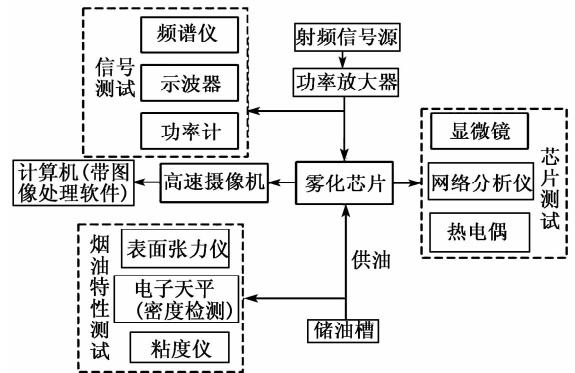 频谱仪
示波器
功率计
信号
测试
射频信号源
功率放大器
显微镜
网络分析仪
热电偶
芯片测试
计算机(带图
像处理软件)
高速摄像机
雾化芯片
供油
烟油特性测试
表面张力仪
电子天平
(密度检测)
粘度仪
储油槽